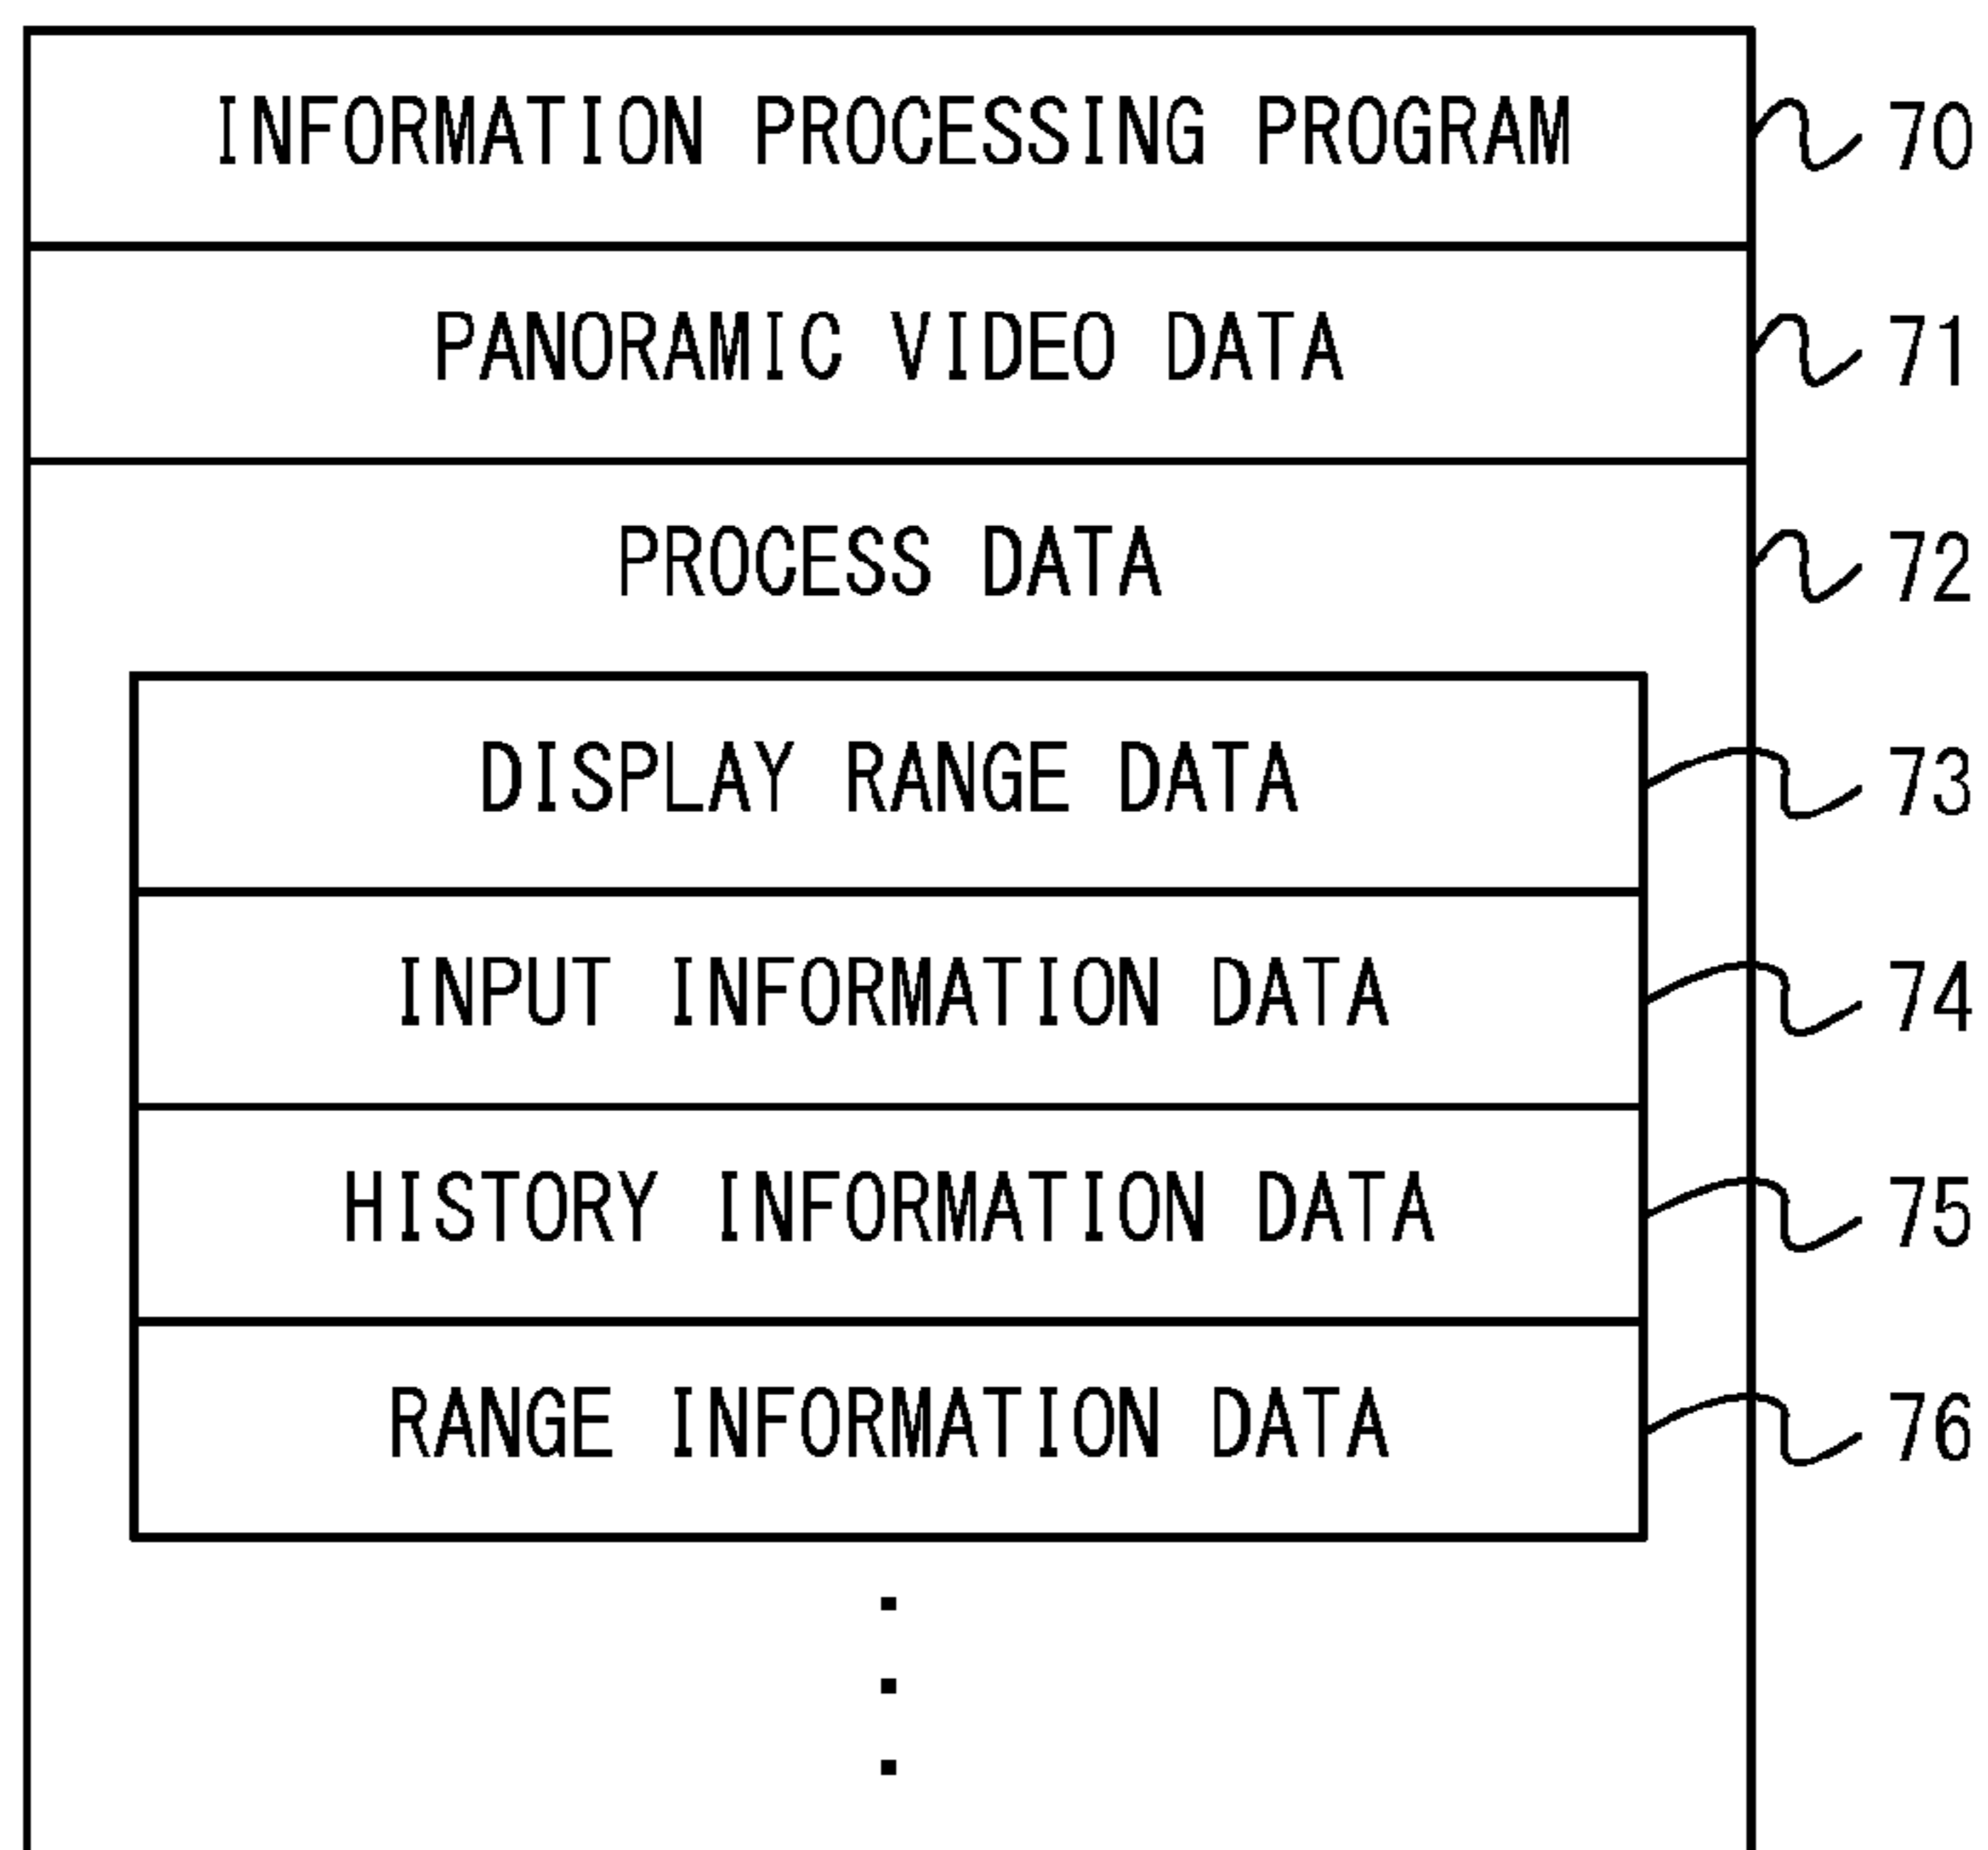 INFORMATION PROCESSING PROGRAM 70
PANORAMIC VIDEO DATA 71
PROCESS DATA 72
DISPLAY RANGE DATA 73
INPUT INFORMATION DATA 74
HISTORY INFORMATION DATA 75
RANGE INFORMATION DATA 76